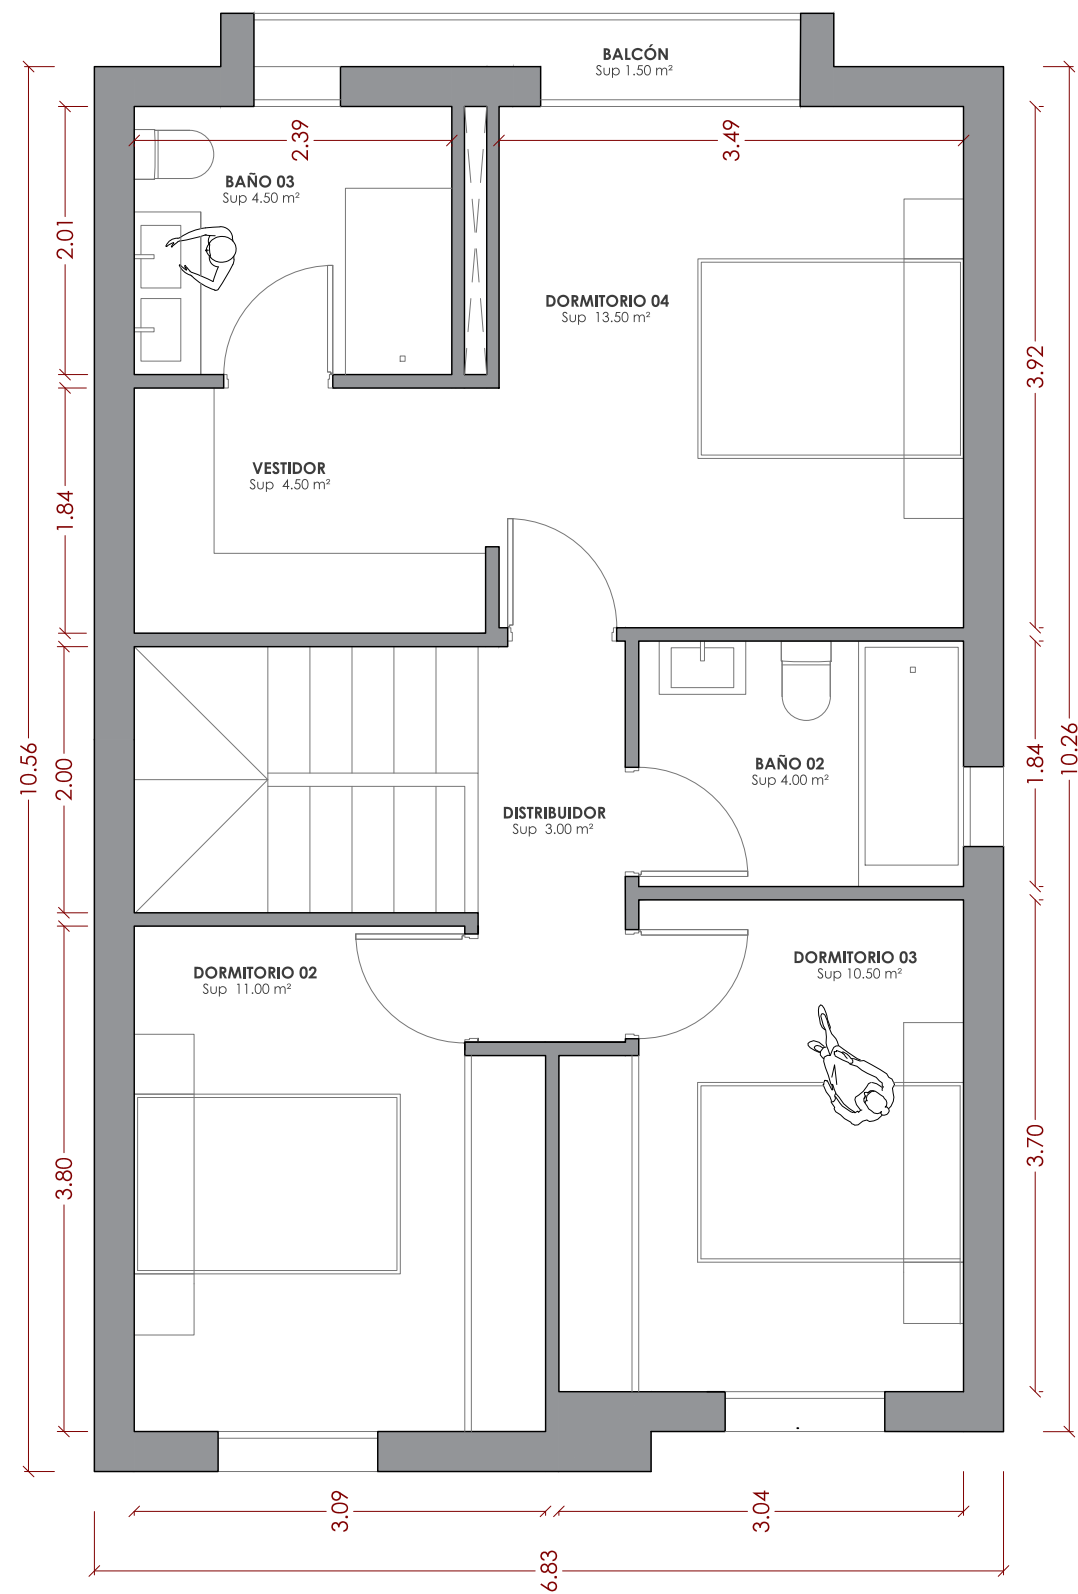 BALCÓN
Sup 1.50 m²
2.39
3.49
BAÑO 03
Sup 4.50 m²
2.01
DORMITORIO 04
Sup 13.50 m²
3.92
VESTIDOR
Sup 4.50 m²
1.84
10.56
2.00
BAÑO 02
Sup 4.00 m²
1.84
10.26
DISTRIBUIDOR
Sup 3.00 m²
DORMITORIO 02
Sup 11.00 m²
DORMITORIO 03
Sup 10.50 m²
3.80
3.70
3.09
3.04
6.83